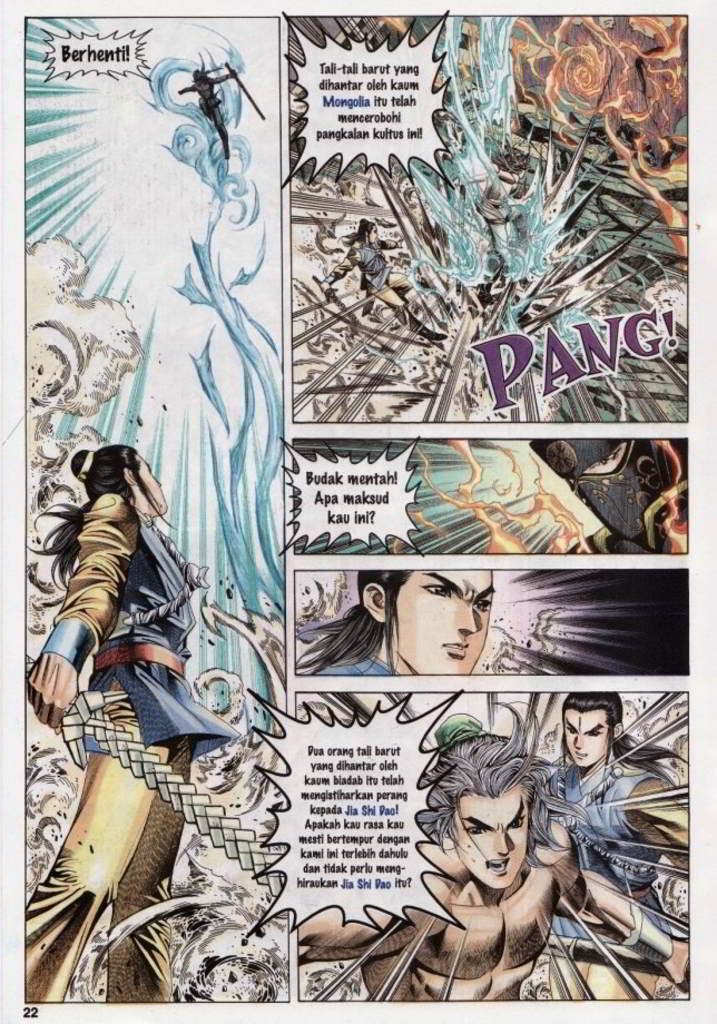 Berhenti!
Tali-tali barut yang
dihantar oleh kaum
Mongolia itu telah
mencerobohi
pangkalan kultus ini!
PANG!
Budak mentah!
Apa maksud
kau ini?
Dua orang tali barut
yang dihantar oleh
kaum biadab itu telah
mengistiharkan perang
kepada Jia Shi Dao!
Apakah kau rasa kau
mesti bertempur dengan
kami ini terlebih dahulu
dan tidak perlu meng-
hiraukan Jia Shi Dao itu?
22